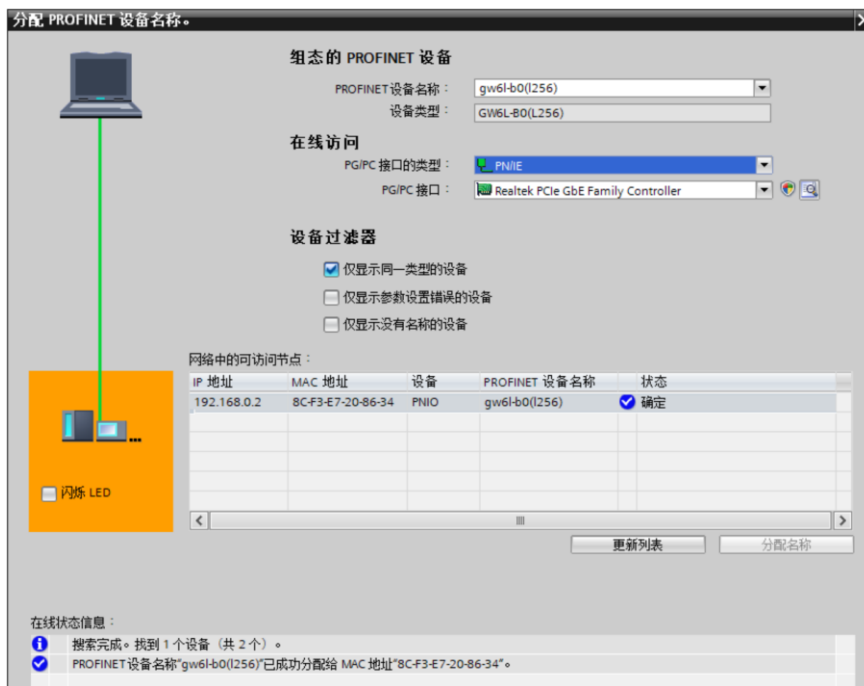 分配 PROFINET 设备名称。
组态的 PROFINET 设备
PROFINET设备名称： gw6l-b0(l256)
设备类型： GW6L-B0(L256)
在线访问
PG/PC 接口的类型： PN/IE
PG/PC 接口： Realtek PCIe GbE Family Controller
设备过滤器
仅显示同一类型的设备
仅显示参数设置错误的设备
仅显示没有名称的设备
网络中的可访问节点：
IP 地址 MAC 地址 设备 PROFINET 设备名称 状态
192.168.0.2 8C-F3-E7-20-86-34 PNIO gw6l-b0(l256) 确定
闪烁 LED
更新列表 分配名称
在线状态信息：
搜索完成。找到 1 个设备（共 2 个）。
PROFINET设备名称“gw6l-b0(l256)”已成功分配给 MAC 地址“8C-F3-E7-20-86-34”。